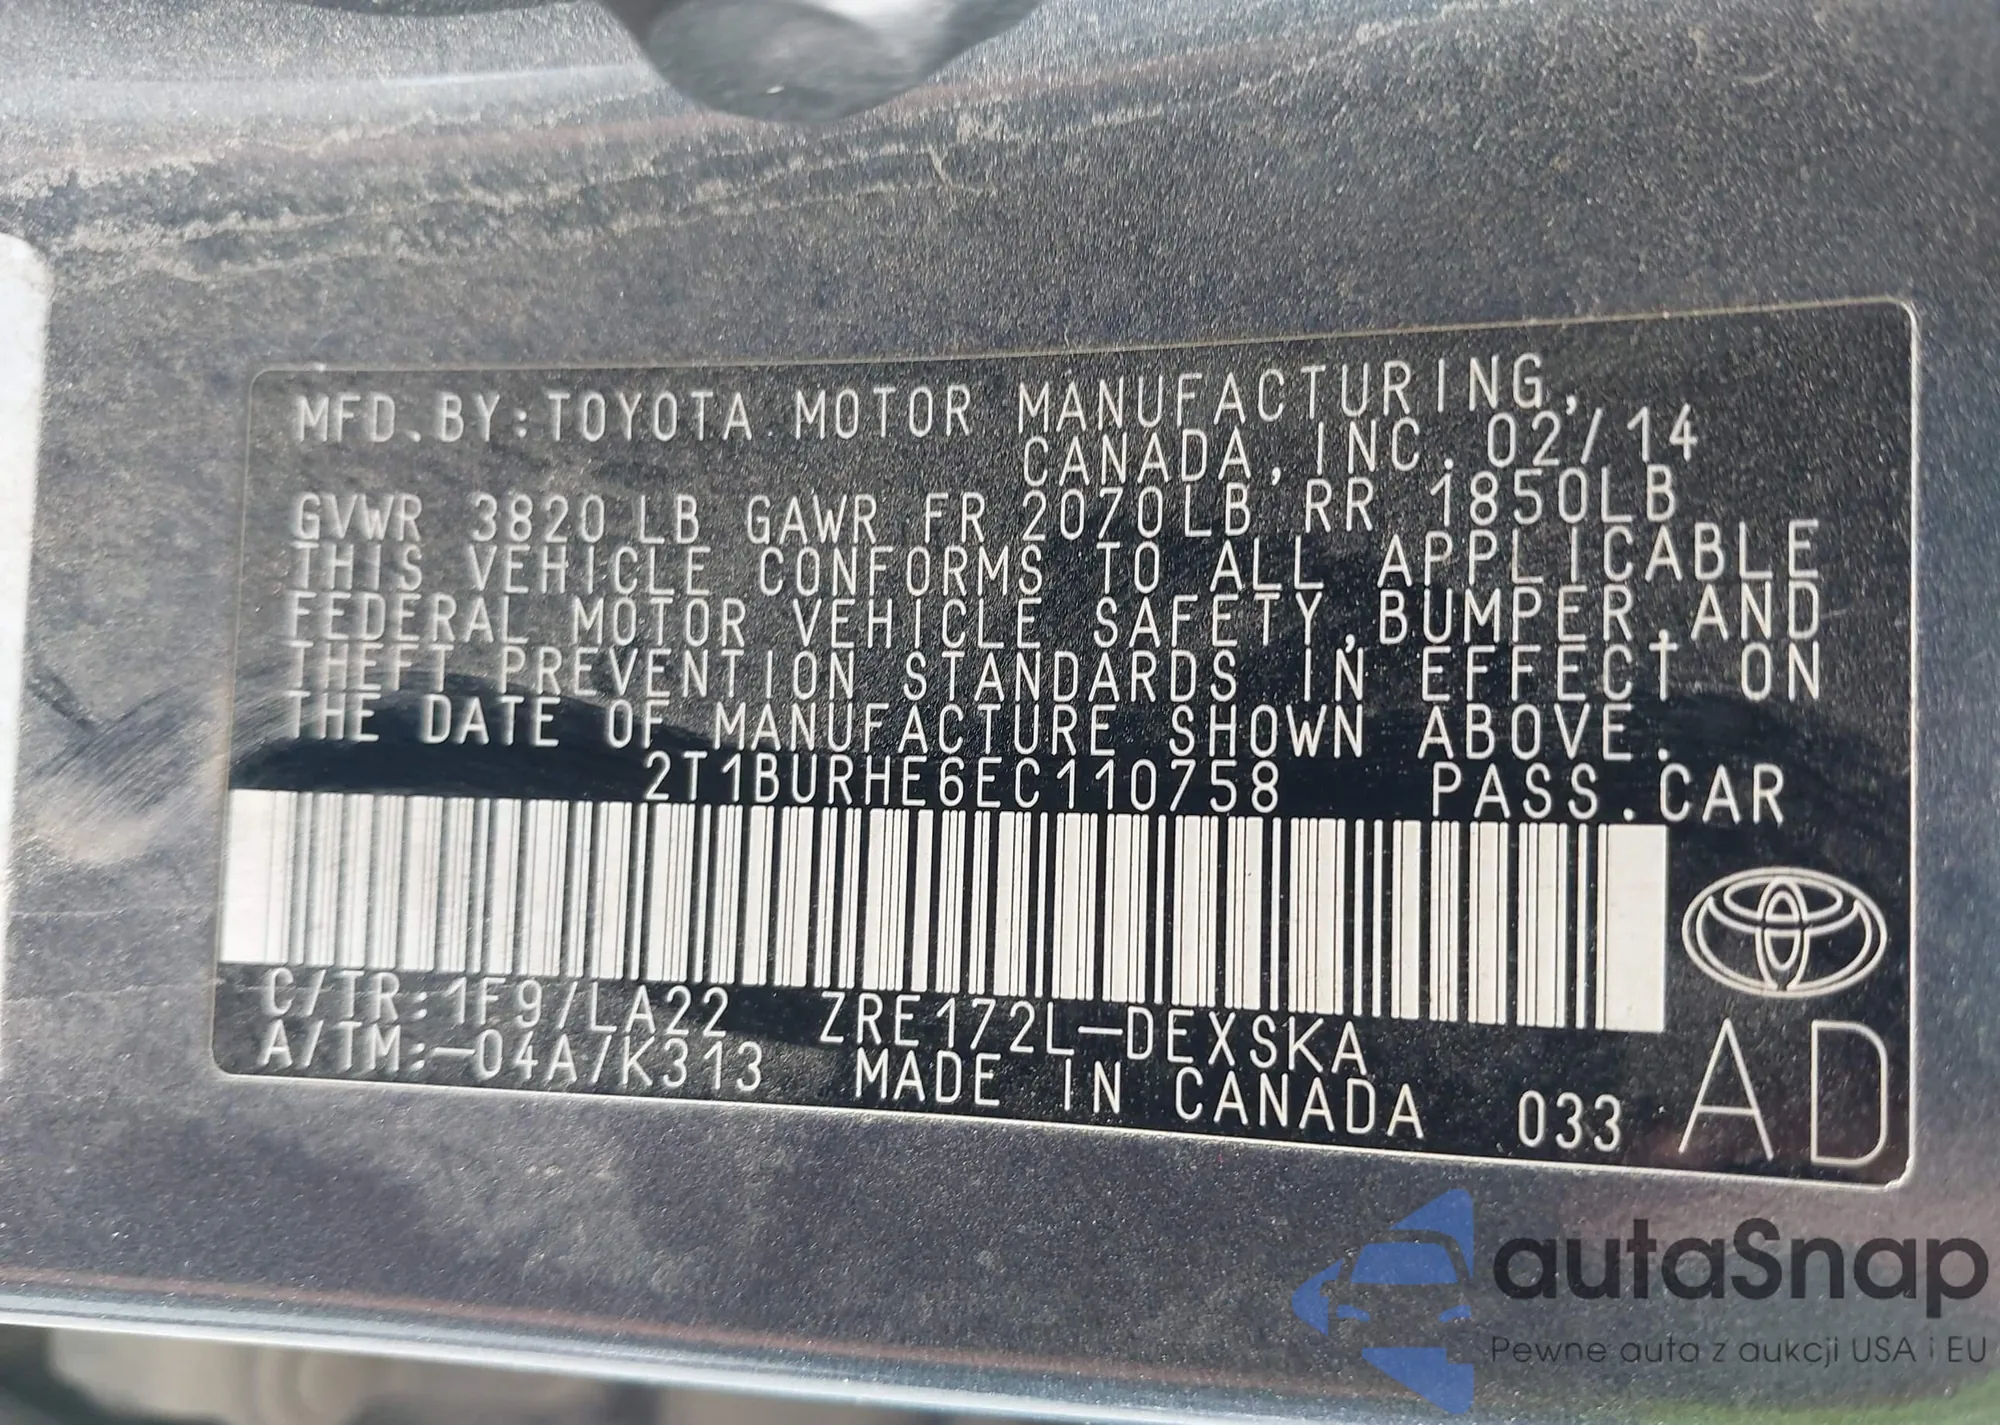 MFD. BY: TOYOTA MOTOR MANUFACTURING,
CANADA, INC. 02/14
GVWR 3820 LB GAWR FR 2070LB RR 1850LB
THIS VEHICLE CONFORMS TO ALL APPLICABLE
FEDERAL MOTOR VEHICLE SAFETY, BUMPER, AND
THEFT PREVENTION STANDARDS IN EFFECT ON
THE DATE OF MANUFACTURE SHOWN ABOVE.
2T1BURHE6EC110758 PASS. CAR
C/TR: 1F9/LA22 ZRE172L-DEXSKA
A/TM: -04A/K313 MADE IN CANADA 033
AD
autaSnap
Pewne auta z aukcji USA i EU